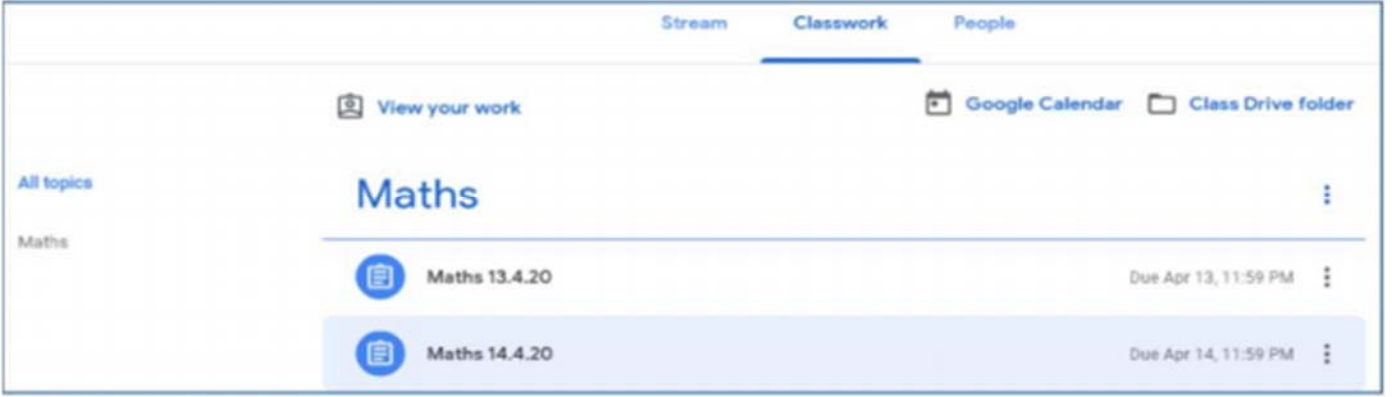 Stream Classwork People
View your work Google Calendar Class Drive folder
All topics
Maths
Maths
Maths 13.4.20 Due Apr 13, 11:59 PM
Maths 14.4.20 Due Apr 14, 11:59 PM